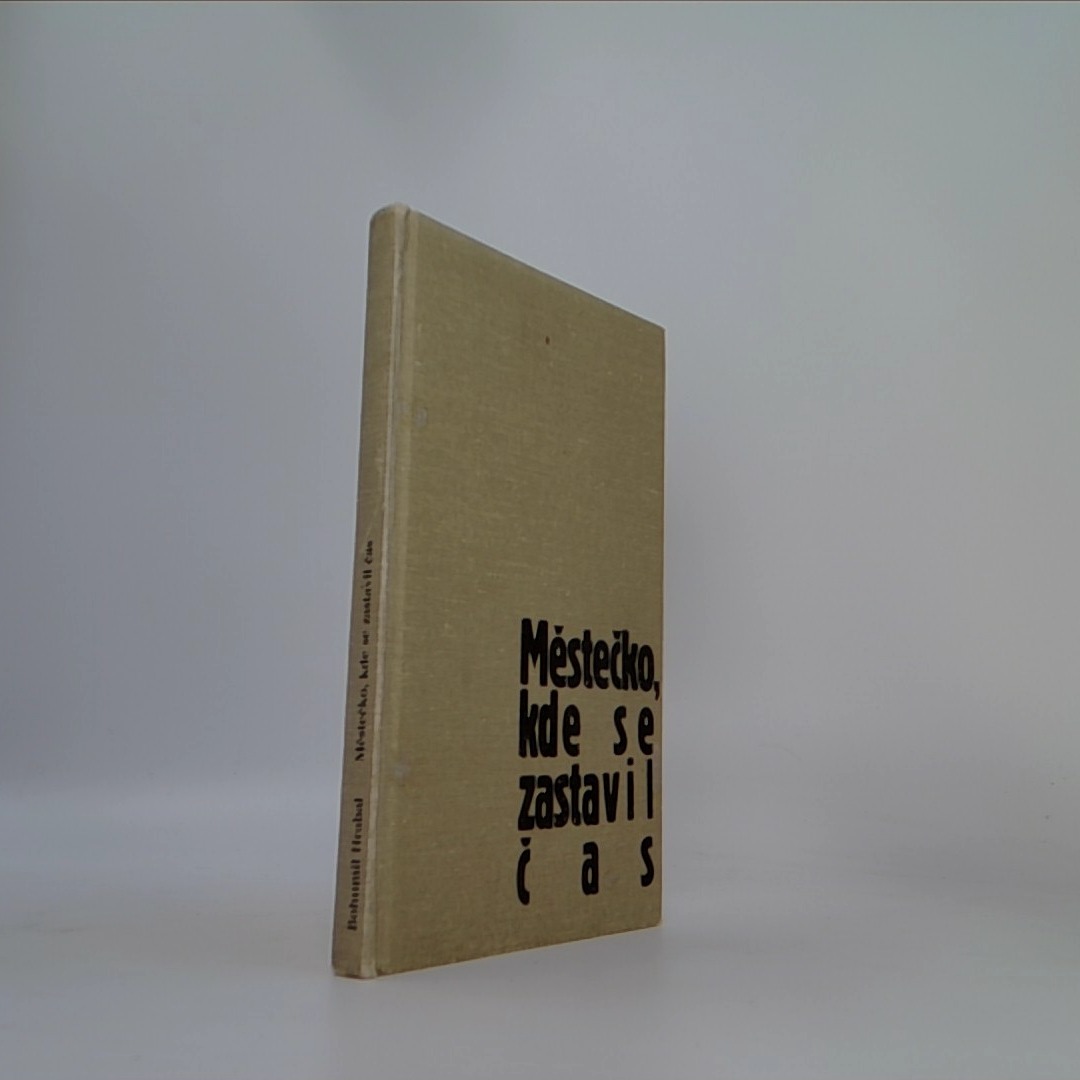 Městečko,
kde se
zastavil
čas
Bohumil Hrabal Městečko, kde se zastavil čas